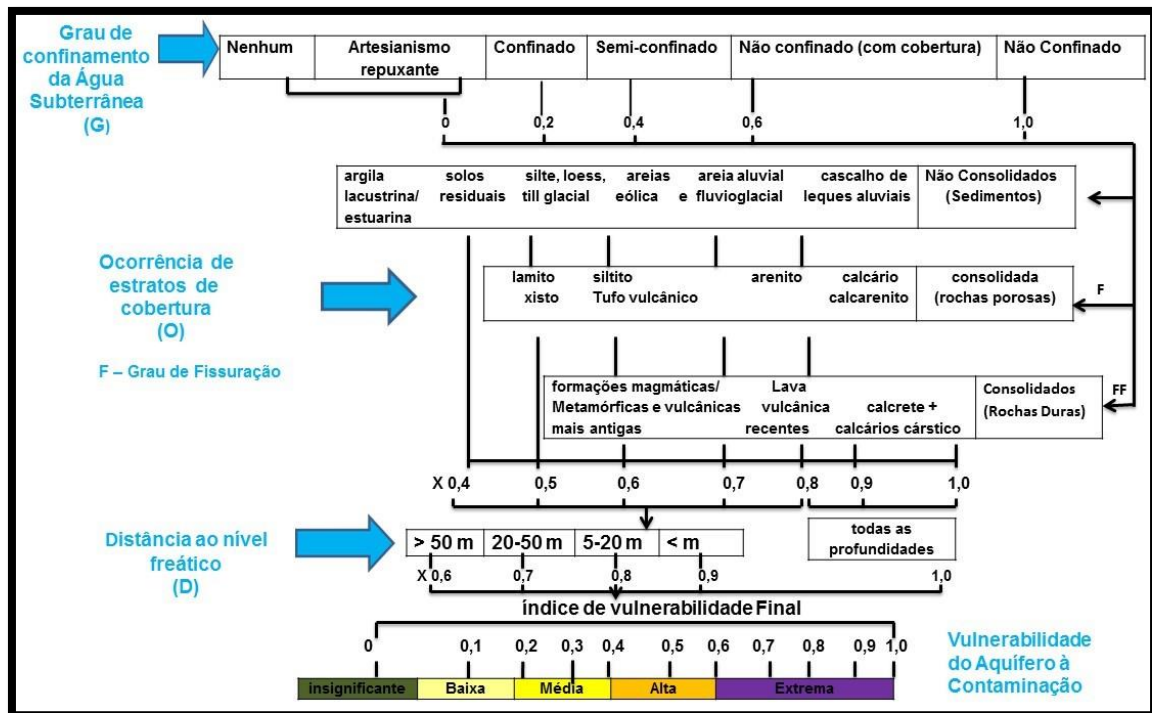 Grau de
confinamento
da Água
Subterrânea
(G)
Nenhum Artesianismo repuxante Confinado Semi-confinado Não confinado (com cobertura) Não Confinado
0 0,2 0,4 0,6 1,0
argila solos silte, loess, areias areia aluvial cascalho de Não Consolidados
lacustrina/ residuais till glacial eólica e fluvioglacial leques aluviais (Sedimentos)
estuarina
Ocorrência de
estratos de
cobertura
(O)
F – Grau de Fissuração
lamito siltito arenito calcário consolidada
xisto Tufo vulcânico calcarenito (rochas porosas)
F
formações magmáticas/ Lava Consolidados
Metamórficas e vulcânicas vulcânica calcrete + (Rochas Duras)
mais antigas recentes calcários cárstico
FF
X 0,4 0,5 0,6 0,7 0,8 0,9 1,0
Distância ao nível
freático
(D)
> 50 m 20-50 m 5-20 m < m
todas as
profundidades
X 0,6 0,7 0,8 0,9 1,0
índice de vulnerabilidade Final
0 0,1 0,2 0,3 0,4 0,5 0,6 0,7 0,8 0,9 1,0
insignificante Baixa Média Alta Extrema
Vulnerabilidade
do Aquífero à
Contaminação